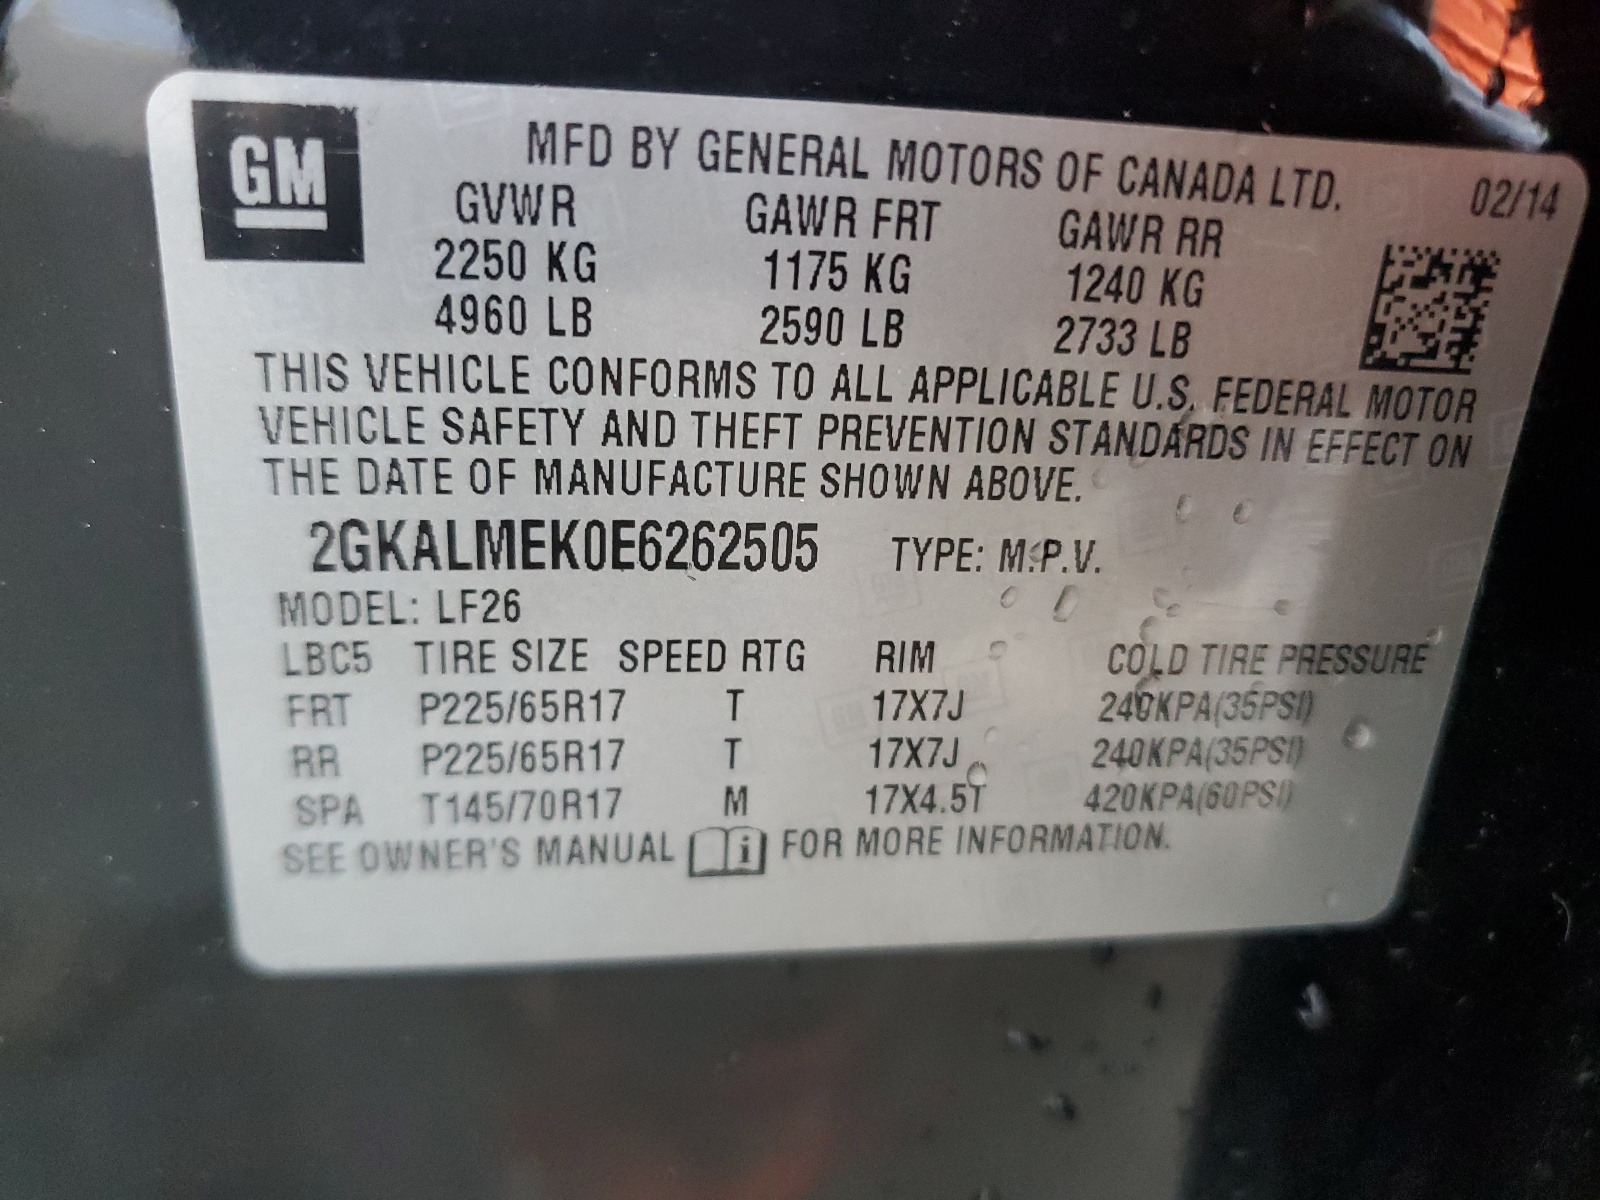 GM
MFD BY GENERAL MOTORS OF CANADA LTD. 02/14
GVWR GAWR FRT GAWR RR
2250 KG 1175 KG 1240 KG
4960 LB 2590 LB 2733 LB
THIS VEHICLE CONFORMS TO ALL APPLICABLE U.S. FEDERAL MOTOR
VEHICLE SAFETY AND THEFT PREVENTION STANDARDS IN EFFECT ON
THE DATE OF MANUFACTURE SHOWN ABOVE.
2GKALMEK0E6262505 TYPE: M.P.V.
MODEL: LF26
LBC5 TIRE SIZE SPEED RTG RIM COLD TIRE PRESSURE
FRT P225/65R17 T 17X7J 240KPA(35PSI)
RR P225/65R17 T 17X7J 240KPA(35PSI)
SPA T145/70R17 M 17X4.5T 420KPA(60PSI)
SEE OWNER'S MANUAL i FOR MORE INFORMATION.